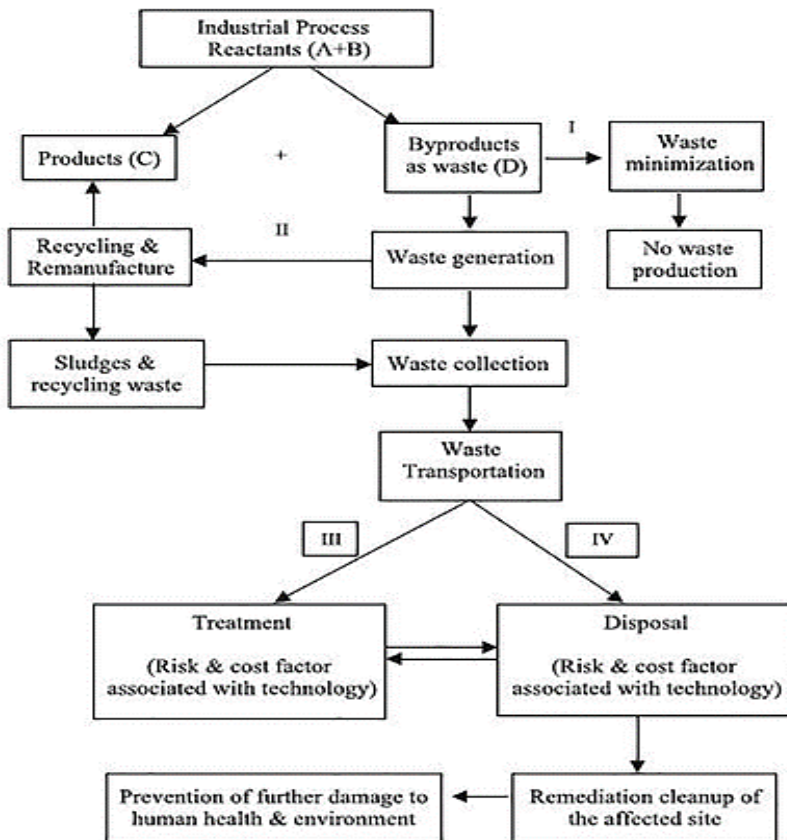 Industrial Process
Reactants (A+B)
Products (C)
+
Byproducts
as waste (D)
I
Waste
minimization
Recycling &
Remanufacture
II
Waste generation
No waste
production
Sludges &
recycling waste
Waste collection
Waste
Transportation
III
IV
Treatment
(Risk & cost factor
associated with technology)
Disposal
(Risk & cost factor
associated with technology)
Prevention of further damage to
human health & environment
Remediation cleanup of
the affected site